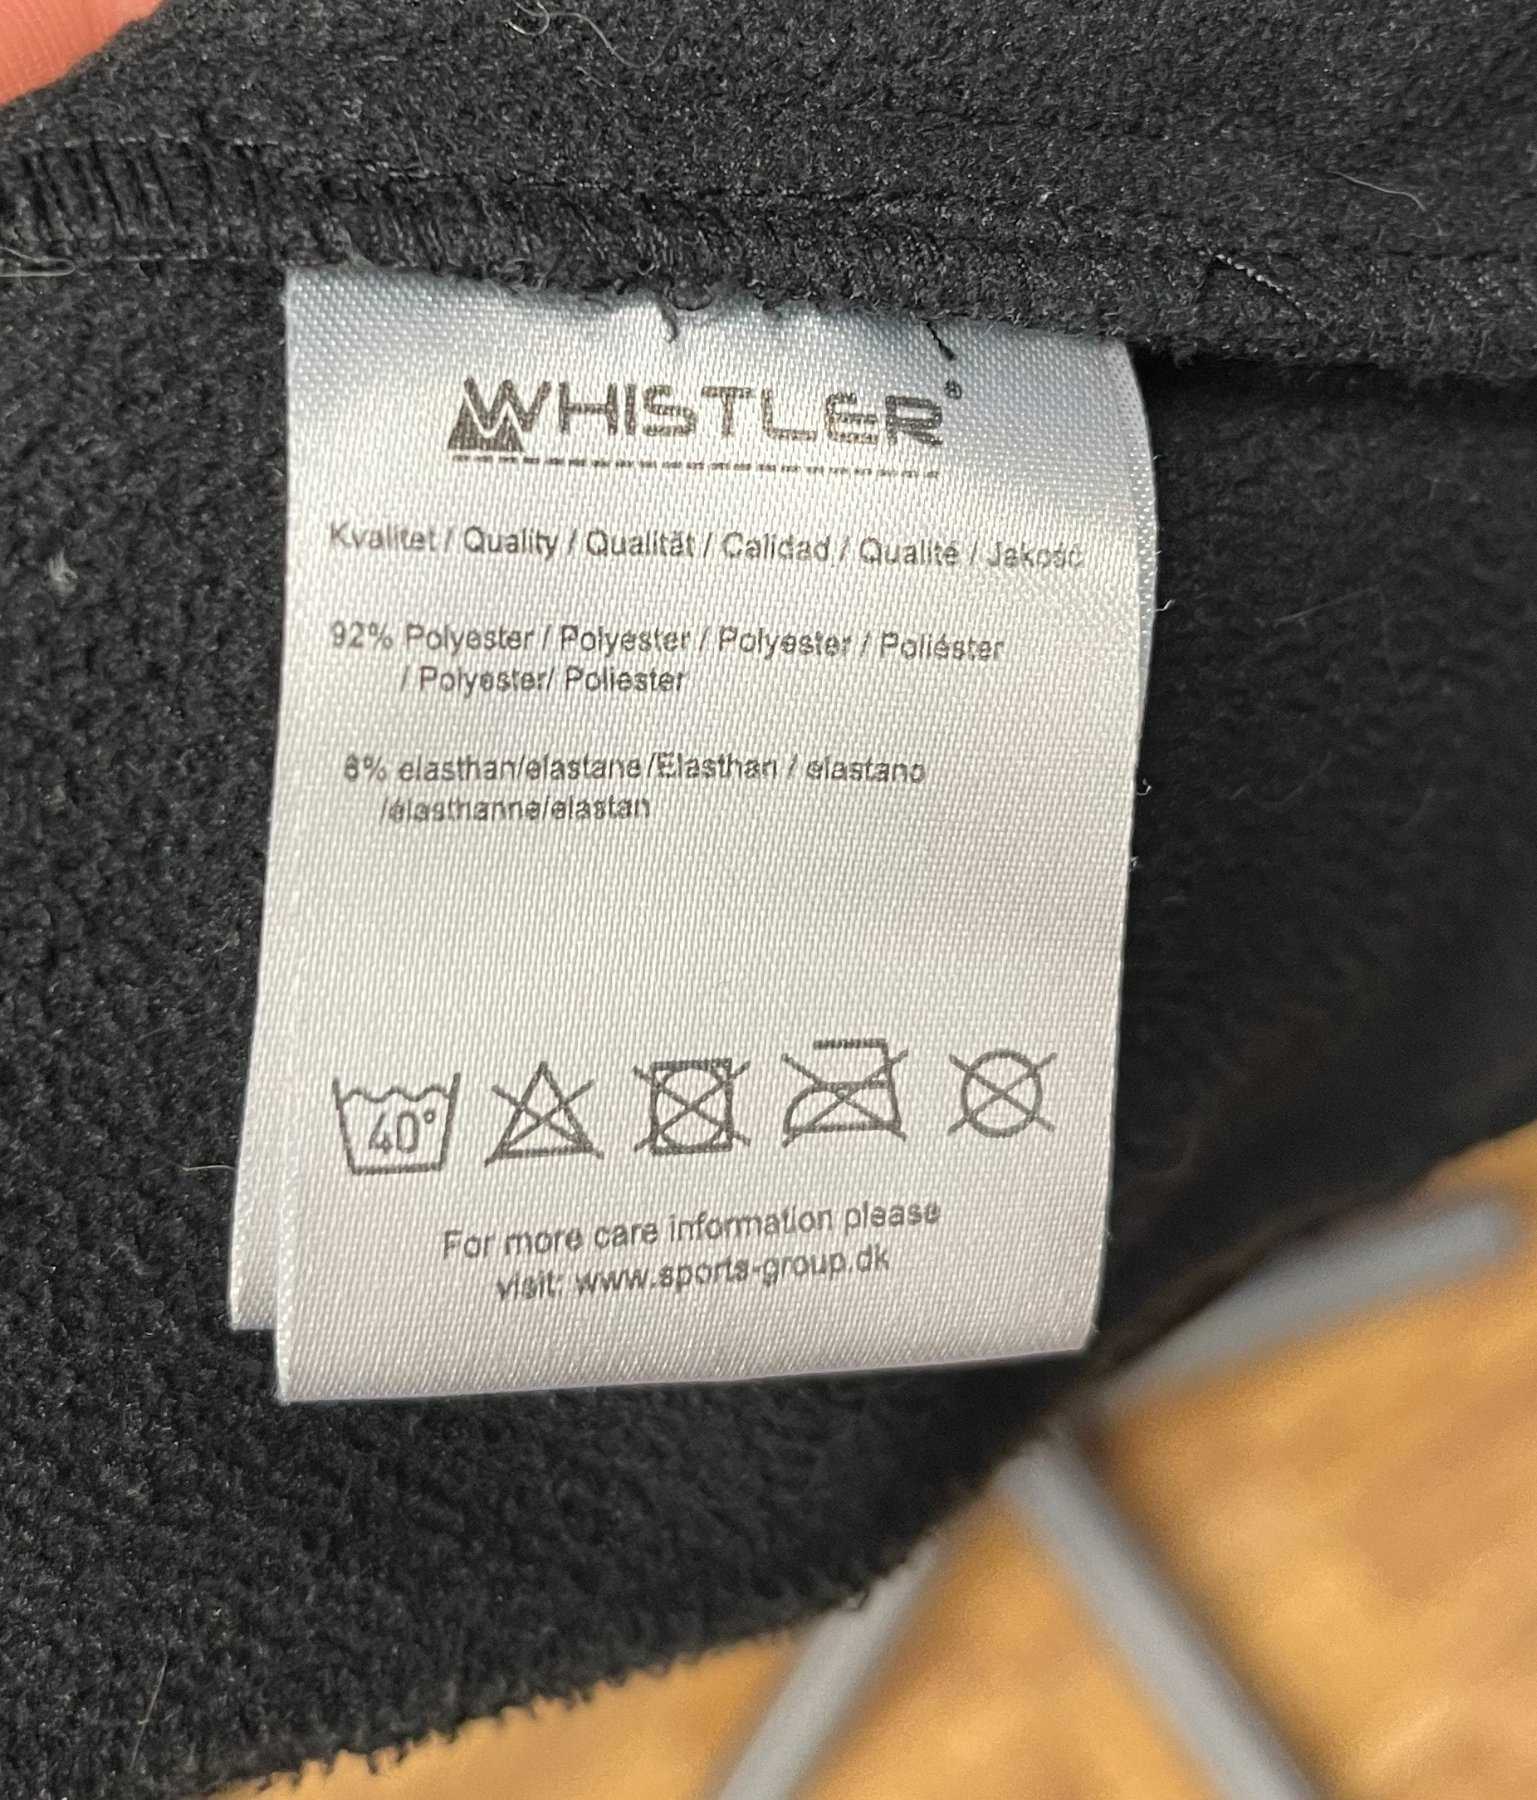 WHISTLER®
Kvalitet / Quality / Qualität / Calidad / Qualité / Jakość
92% Polyester / Polyester / Polyester / Poliéster
/ Polyester/ Poliester
8% elasthan/elastane/Elasthan / elastano
/élasthanne/elastan
40°
For more care information please
visit: www.sports-group.dk